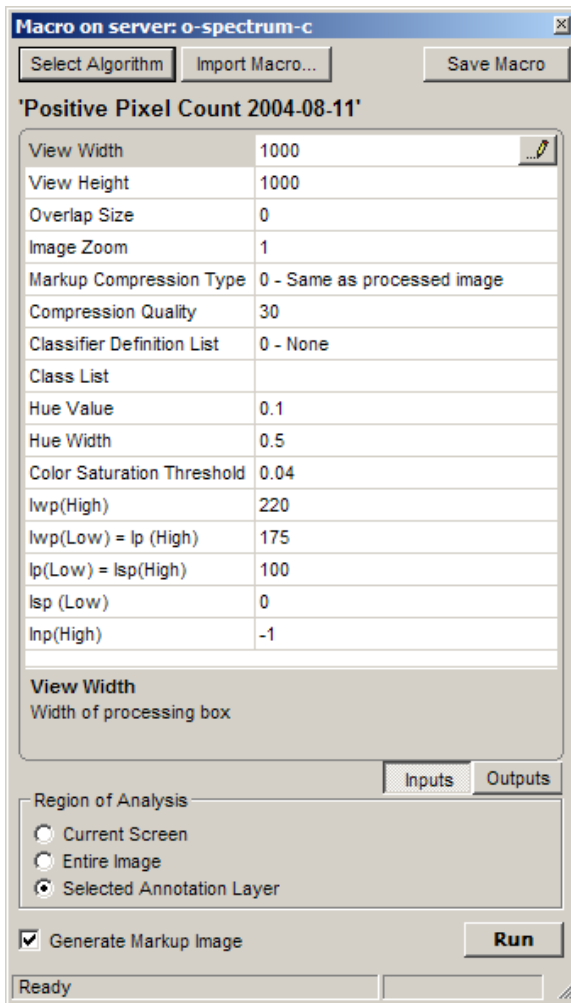 Macro on server: o-spectrum-c
Select Algorithm Import Macro... Save Macro
'Positive Pixel Count 2004-08-11'
View Width 1000 ...
View Height 1000
Overlap Size 0
Image Zoom 1
Markup Compression Type 0 - Same as processed image
Compression Quality 30
Classifier Definition List 0 - None
Class List
Hue Value 0.1
Hue Width 0.5
Color Saturation Threshold 0.04
Iwp(High) 220
Iwp(Low) = Ip (High) 175
Ip(Low) = Isp(High) 100
Isp (Low) 0
Inp(High) -1
View Width
Width of processing box
Inputs Outputs
Region of Analysis
Current Screen
Entire Image
Selected Annotation Layer
Generate Markup Image Run
Ready